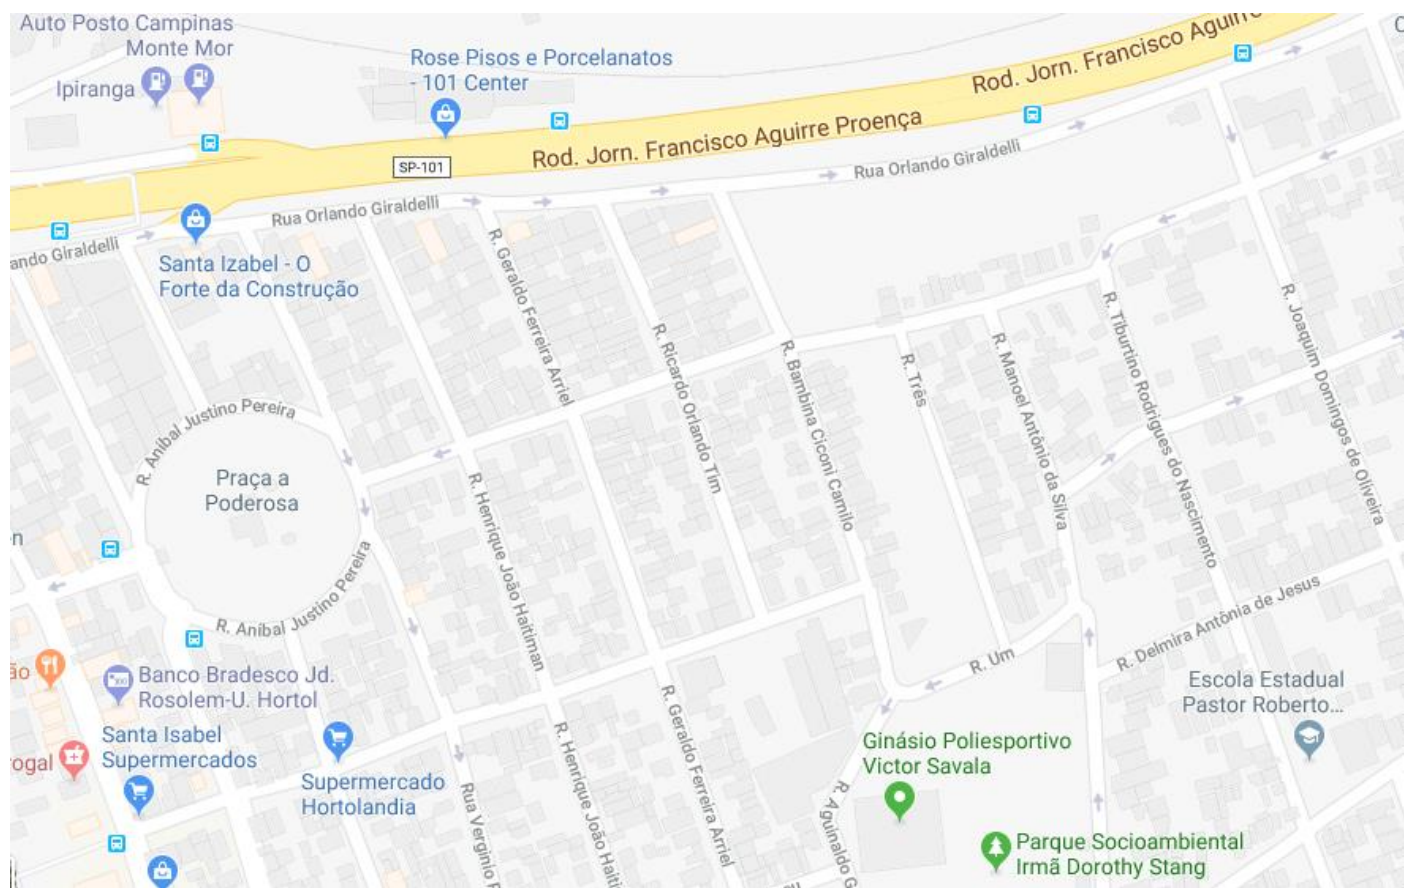 Auto Posto Campinas
Monte Mor
Ipiranga
Rose Pisos e Porcelanatos
- 101 Center
Rod. Jorn. Francisco Aguirre
Rod. Jorn. Francisco Aguirre Proença
SP-101
Rua Orlando Giraldelli
Rua Orlando Giraldelli
ando Giraldelli
Santa Izabel - O
Forte da Construção
R. Geraldo Ferreira Arriel
R. Ricardo Orlando Tim
R. Bambina Ciconi Camilo
R. Três
R. Manoel Antônio da Silva
R. Tiburtino Rodrigues do Nascimento
R. Joaquim Domingos de Oliveira
R. Aníbal Justino Pereira
Praça a
Poderosa
R. Henrique João Haitiman
n
R. Aníbal Justino Pereira
R. Delmira Antônia de Jesus
R. Um
ão
Banco Bradesco Jd.
Rosolem-U. Hortol
Escola Estadual
Pastor Roberto...
Santa Isabel
Supermercados
ogal
Supermercado
Hortolandia
R. Geraldo Ferreira Arriel
R. Henrique João Haiti
Rua Verginio F
Ginásio Poliesportivo
Victor Savala
R. Aguinaldo G
Parque Socioambiental
Irmã Dorothy Stang